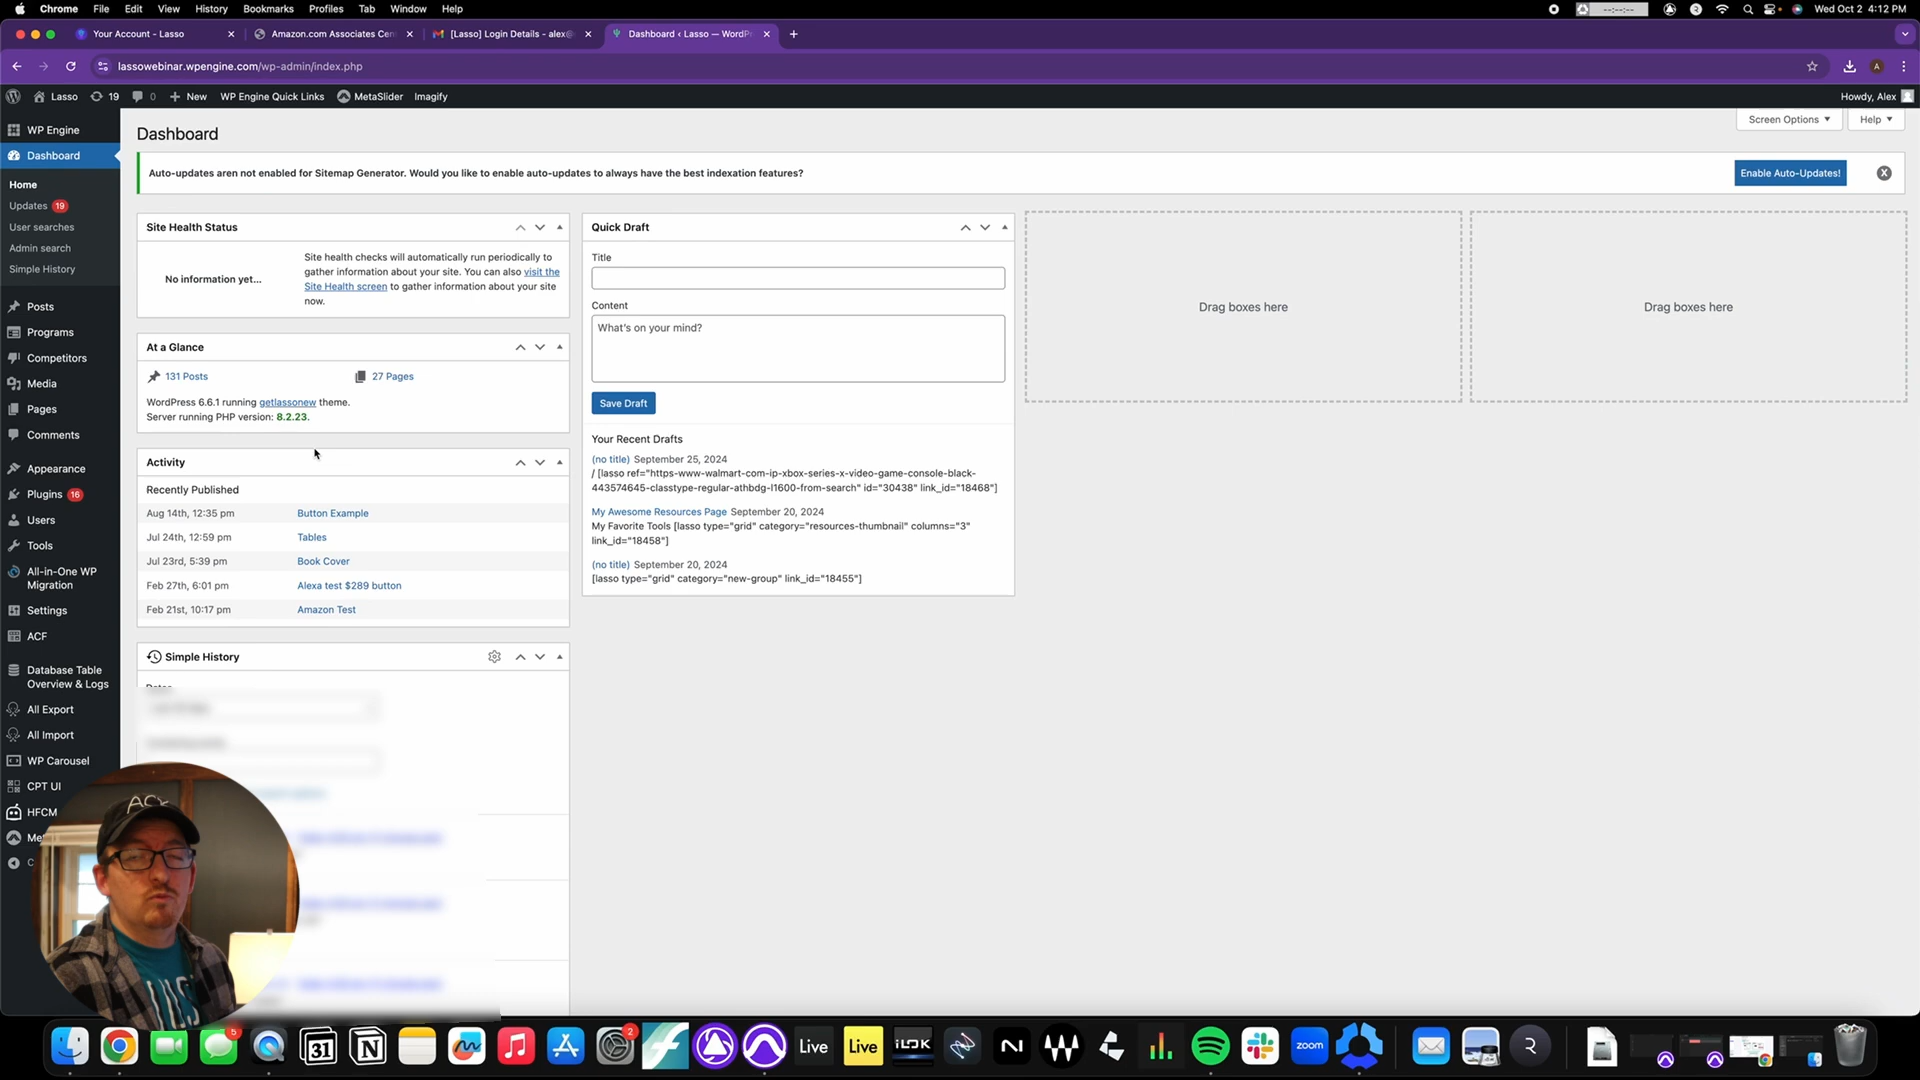 Chrome File Edit View History Bookmarks Profiles Tab Window Help
--:--:--
Wed Oct 2 4:12 PM
Your Account - Lasso
Amazon.com Associates Cen
[Lasso] Login Details - alex@
Dashboard ‹ Lasso — WordP
lassowebinar.wpengine.com/wp-admin/index.php
A
Lasso 19 0 New WP Engine Quick Links MetaSlider Imagify
Howdy, Alex
WP Engine
Dashboard
Home
Updates 19
User searches
Admin search
Simple History
Posts
Programs
Competitors
Media
Pages
Comments
Appearance
Plugins 16
Users
Tools
All-in-One WP
Migration
Settings
ACF
Database Table
Overview & Logs
All Export
All Import
WP Carousel
CPT UI
HFCM
Dashboard
Screen Options
Help
Auto-updates aren not enabled for Sitemap Generator. Would you like to enable auto-updates to always have the best indexation features?
Enable Auto-Updates!
X
Site Health Status
No information yet...
Site health checks will automatically run periodically to
gather information about your site. You can also visit the
Site Health screen to gather information about your site
now.
At a Glance
131 Posts
27 Pages
WordPress 6.6.1 running getlassonew theme.
Server running PHP version: 8.2.23.
Activity
Recently Published
Aug 14th, 12:35 pm Button Example
Jul 24th, 12:59 pm Tables
Jul 23rd, 5:39 pm Book Cover
Feb 27th, 6:01 pm Alexa test $289 button
Feb 21st, 10:17 pm Amazon Test
Simple History
Quick Draft
Title
Content
What's on your mind?
Save Draft
Your Recent Drafts
(no title) September 25, 2024
/ [lasso ref="https-www-walmart-com-ip-xbox-series-x-video-game-console-black-
443574645-classtype-regular-athbdg-l1600-from-search" id="30438" link_id="18468"]
My Awesome Resources Page September 20, 2024
My Favorite Tools [lasso type="grid" category="resources-thumbnail" columns="3"
link_id="18458"]
(no title) September 20, 2024
[lasso type="grid" category="new-group" link_id="18455"]
Drag boxes here
Drag boxes here
5
31
2
Live
Live
iLOK
zoom
R